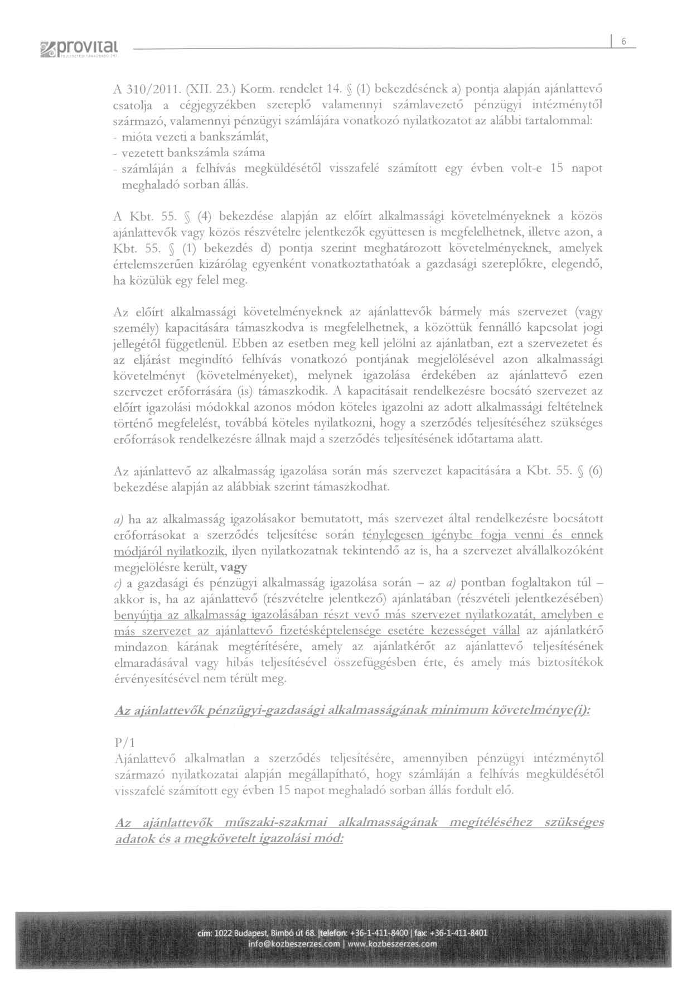 provital
FEJLESZTÉSI TANÁCSADÓ ZRT.
6
A 310/2011. (XII. 23.) Korm. rendelet 14. § (1) bekezdésének a) pontja alapján ajánlattevő
csatolja a cégjegyzékben szereplő valamennyi számlavezető pénzügyi intézménytől
származó, valamennyi pénzügyi számlájára vonatkozó nyilatkozatot az alábbi tartalommal:
- mióta vezeti a bankszámlát,
- vezetett bankszámla száma
- számláján a felhívás megküldésétől visszafelé számított egy évben volt-e 15 napot
meghaladó sorban állás.
A Kbt. 55. § (4) bekezdése alapján az előírt alkalmassági követelményeknek a közös
ajánlattevők vagy közös részvételre jelentkezők együttesen is megfelelhetnek, illetve azon, a
Kbt. 55. § (1) bekezdés d) pontja szerint meghatározott követelményeknek, amelyek
értelemszerűen kizárólag egyenként vonatkoztathatóak a gazdasági szereplőkre, elegendő,
ha közülük egy felel meg.
Az előírt alkalmassági követelményeknek az ajánlattevők bármely más szervezet (vagy
személy) kapacitására támaszkodva is megfelelhetnek, a közöttük fennálló kapcsolat jogi
jellegétől függetlenül. Ebben az esetben meg kell jelölni az ajánlatban, ezt a szervezetet és
az eljárást megindító felhívás vonatkozó pontjának megjelölésével azon alkalmassági
követelményt (követelményeket), melynek igazolása érdekében az ajánlattevő ezen
szervezet erőforrására (is) támaszkodik. A kapacitásait rendelkezésre bocsátó szervezet az
előírt igazolási módokkal azonos módon köteles igazolni az adott alkalmassági feltételnek
történő megfelelést, továbbá köteles nyilatkozni, hogy a szerződés teljesítéséhez szükséges
erőforrások rendelkezésre állnak majd a szerződés teljesítésének időtartama alatt.
Az ajánlattevő az alkalmasság igazolása során más szervezet kapacitására a Kbt. 55. § (6)
bekezdése alapján az alábbiak szerint támaszkodhat.
a) ha az alkalmasság igazolásakor bemutatott, más szervezet által rendelkezésre bocsátott
erőforrásokat a szerződés teljesítése során ténylegesen igénybe fogja venni és ennek
módjáról nyilatkozik, ilyen nyilatkozatnak tekintendő az is, ha a szervezet alvállalkozóként
megjelölésre került, vagy
c) a gazdasági és pénzügyi alkalmasság igazolása során – az a) pontban foglaltakon túl –
akkor is, ha az ajánlattevő (részvételre jelentkező) ajánlatában (részvételi jelentkezésében)
benyújtja az alkalmasság igazolásában részt vevő más szervezet nyilatkozatát, amelyben e
más szervezet az ajánlattevő fizetésképtelensége esetére kezességet vállal az ajánlatkérő
mindazon kárának megtérítésére, amely az ajánlatkérőt az ajánlattevő teljesítésének
elmaradásával vagy hibás teljesítésével összefüggésben érte, és amely más biztosítékok
érvényesítésével nem térült meg.
Az ajánlattevők pénzügyi-gazdasági alkalmasságának minimum követelménye(i):
P/1
Ajánlattevő alkalmatlan a szerződés teljesítésére, amennyiben pénzügyi intézménytől
származó nyilatkozatai alapján megállapítható, hogy számláján a felhívás megküldésétől
visszafelé számított egy évben 15 napot meghaladó sorban állás fordult elő.
Az ajánlattevők műszaki-szakmai alkalmasságának megítéléséhez szükséges
adatok és a megkövetelt igazolási mód:
cím: 1022 Budapest, Bimbó út 68. |telefon: +36-1-411-8400 | fax: +36-1-411-8401
info@kozbeszerzes.com | www.kozbeszerzes.com